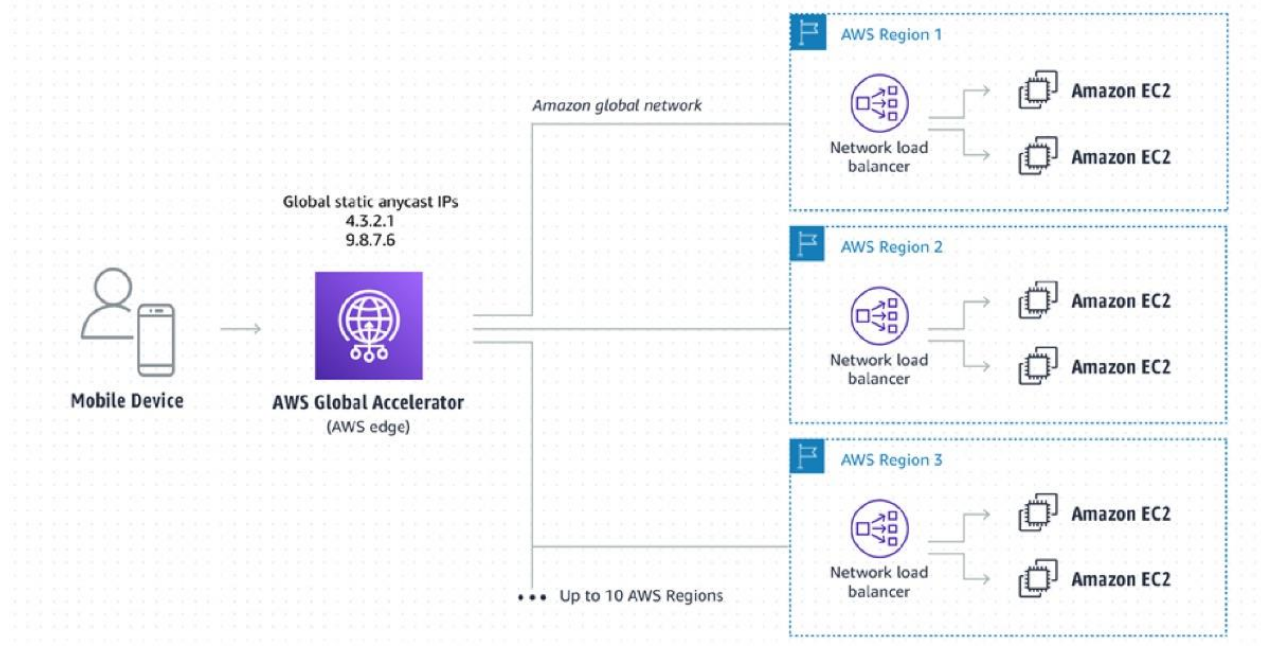 AWS Region 1
Amazon global network
Amazon EC2
Network load
balancer
Amazon EC2
Global static anycast IPs
4.3.2.1
9.8.7.6
AWS Region 2
Amazon EC2
Network load
balancer
Amazon EC2
Mobile Device
AWS Global Accelerator
(AWS edge)
AWS Region 3
Amazon EC2
Network load
balancer
Amazon EC2
••• Up to 10 AWS Regions